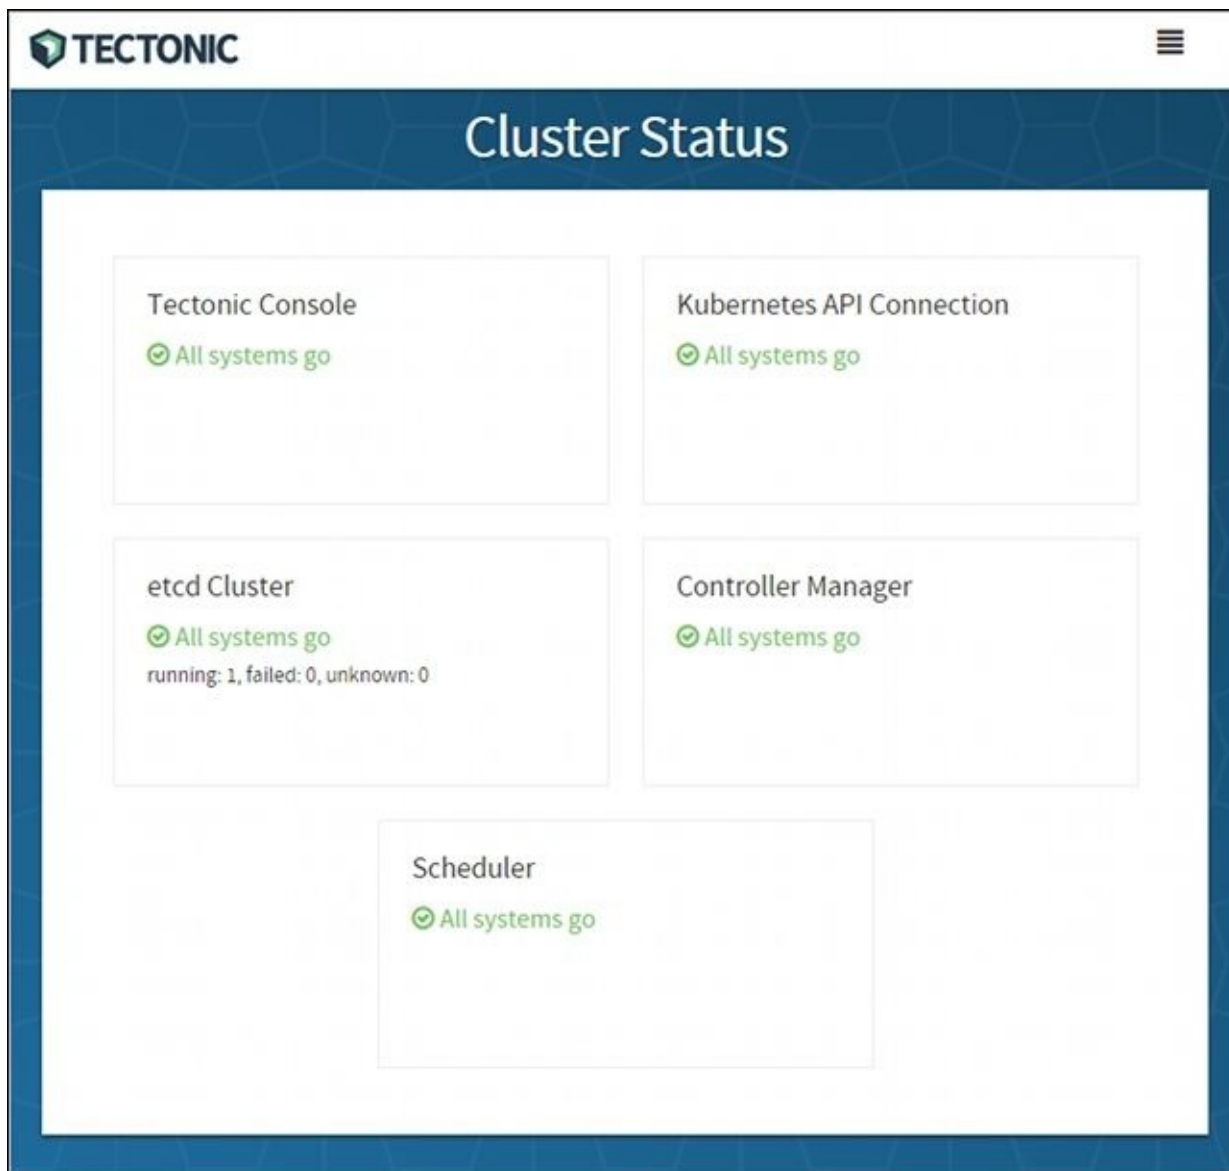 TECTONIC
Cluster Status
Tectonic Console
All systems go
Kubernetes API Connection
All systems go
etcd Cluster
All systems go
running: 1, failed: 0, unknown: 0
Controller Manager
All systems go
Scheduler
All systems go